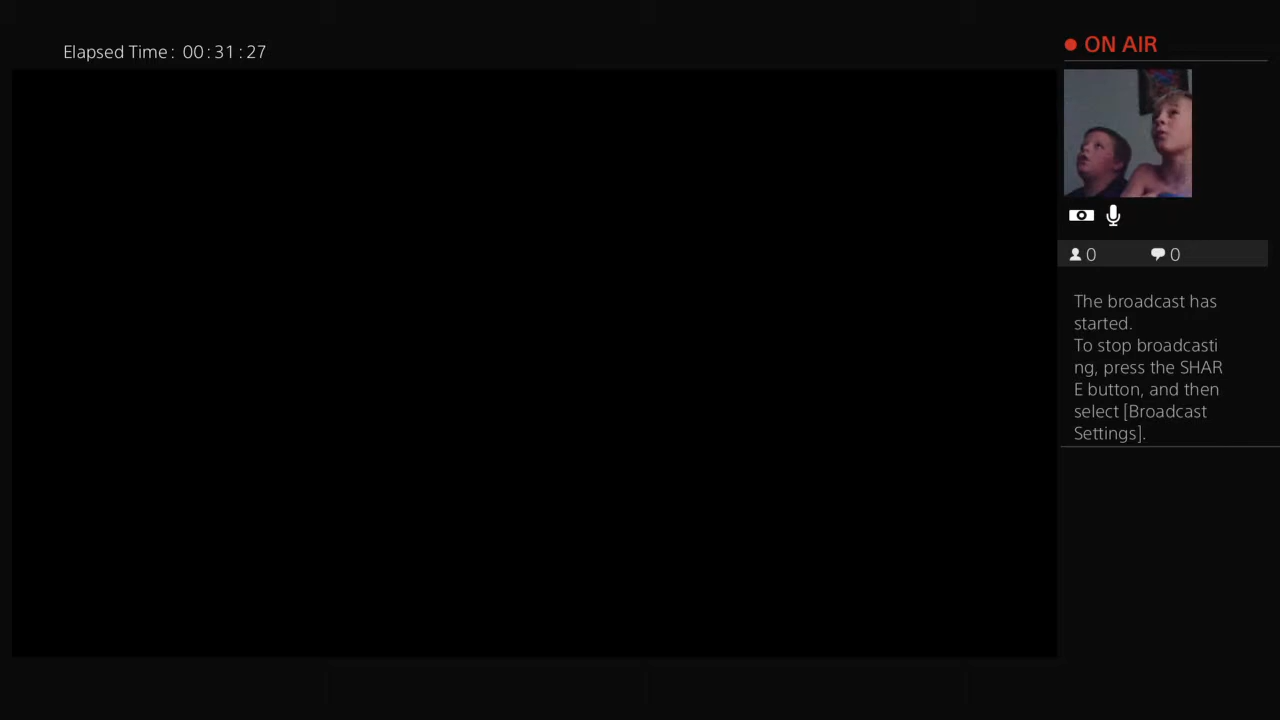 Elapsed Time: 00:31:27
ON AIR
0 0
The broadcast has
started.
To stop broadcasti
ng, press the SHAR
E button, and then
select [Broadcast
Settings].